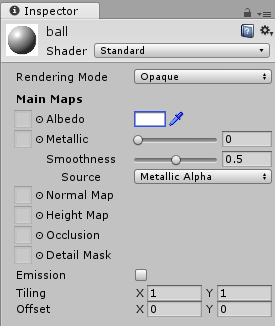 Inspector
ball
Shader Standard
Rendering Mode Opaque
Main Maps
Albedo
Metallic 0
Smoothness 0.5
Source Metallic Alpha
Normal Map
Height Map
Occlusion
Detail Mask
Emission
Tiling X 1 Y 1
Offset X 0 Y 0